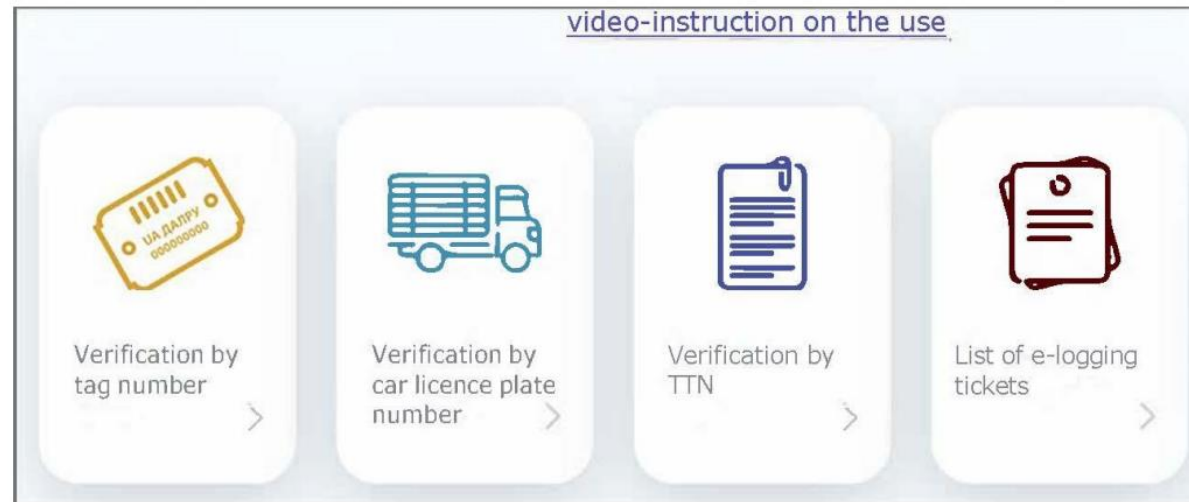 video-instruction on the use
UA ДАЛРУ
000000000
Verification by
tag number
Verification by
car licence plate
number
Verification by
TTN
List of e-logging
tickets